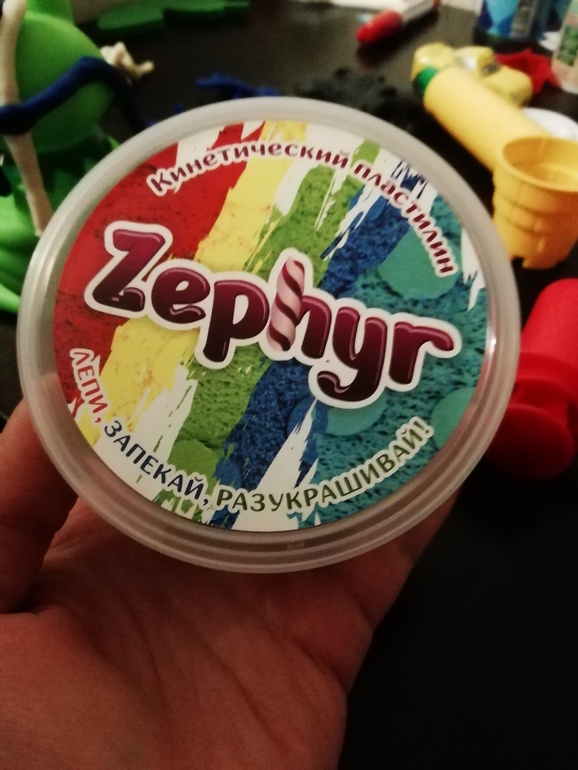 Кинетический пластилин
Zephyr
ЛЕПИ, ЗАПЕКАЙ, РАЗУКРАШИВАЙ!